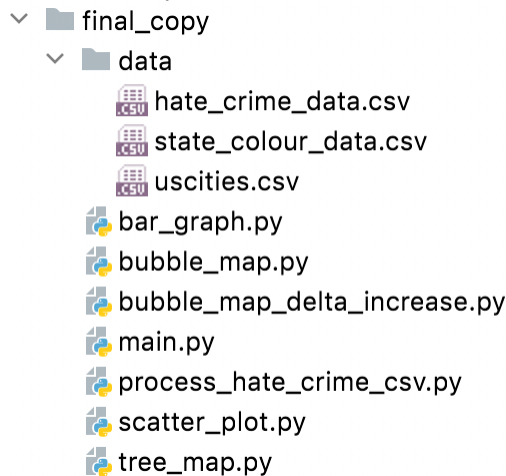 final_copy
data
.CSV hate_crime_data.csv
.CSV state_colour_data.csv
.CSV uscities.csv
bar_graph.py
bubble_map.py
bubble_map_delta_increase.py
main.py
process_hate_crime_csv.py
scatter_plot.py
tree_map.py